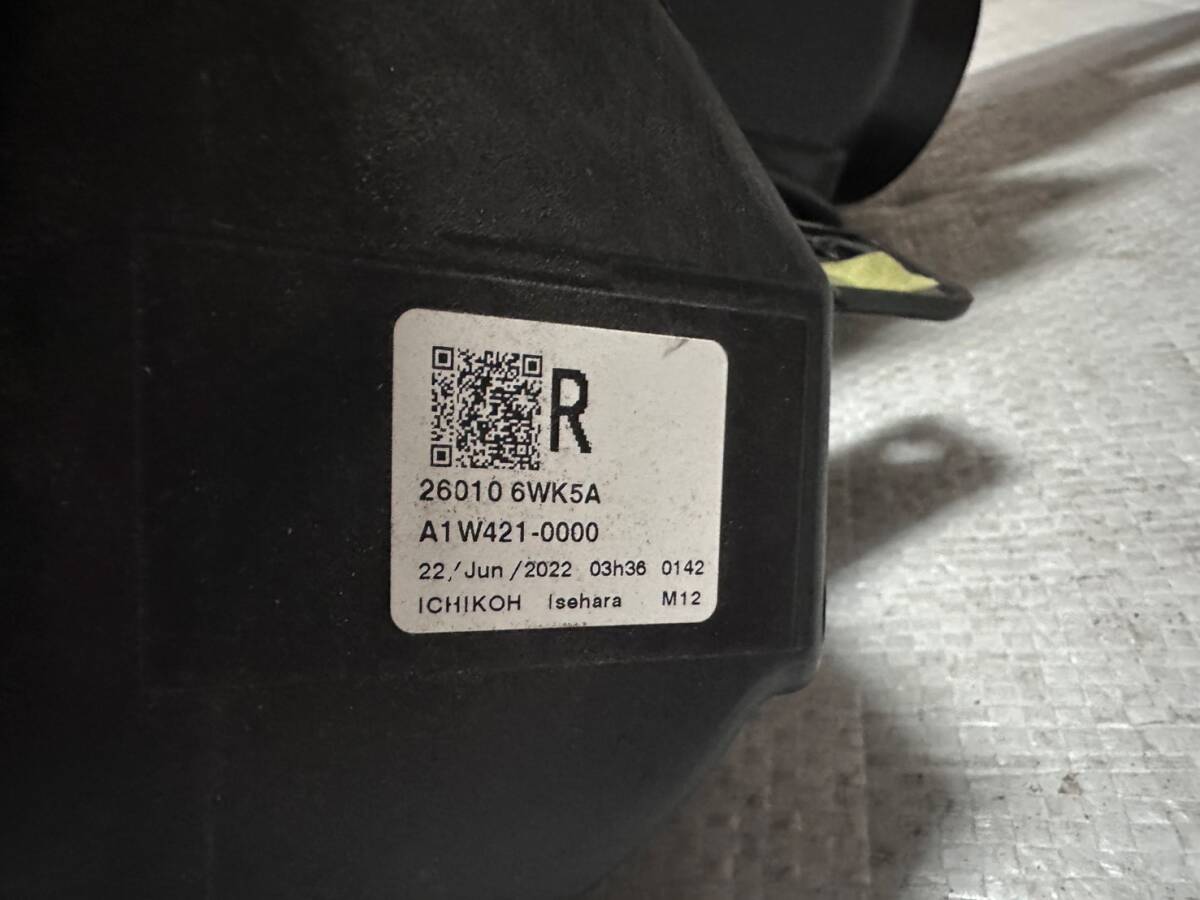 R
26010 6WK5A
A1W421-0000
22/Jun/2022 03h36 0142
ICHIKOH Isehara M12